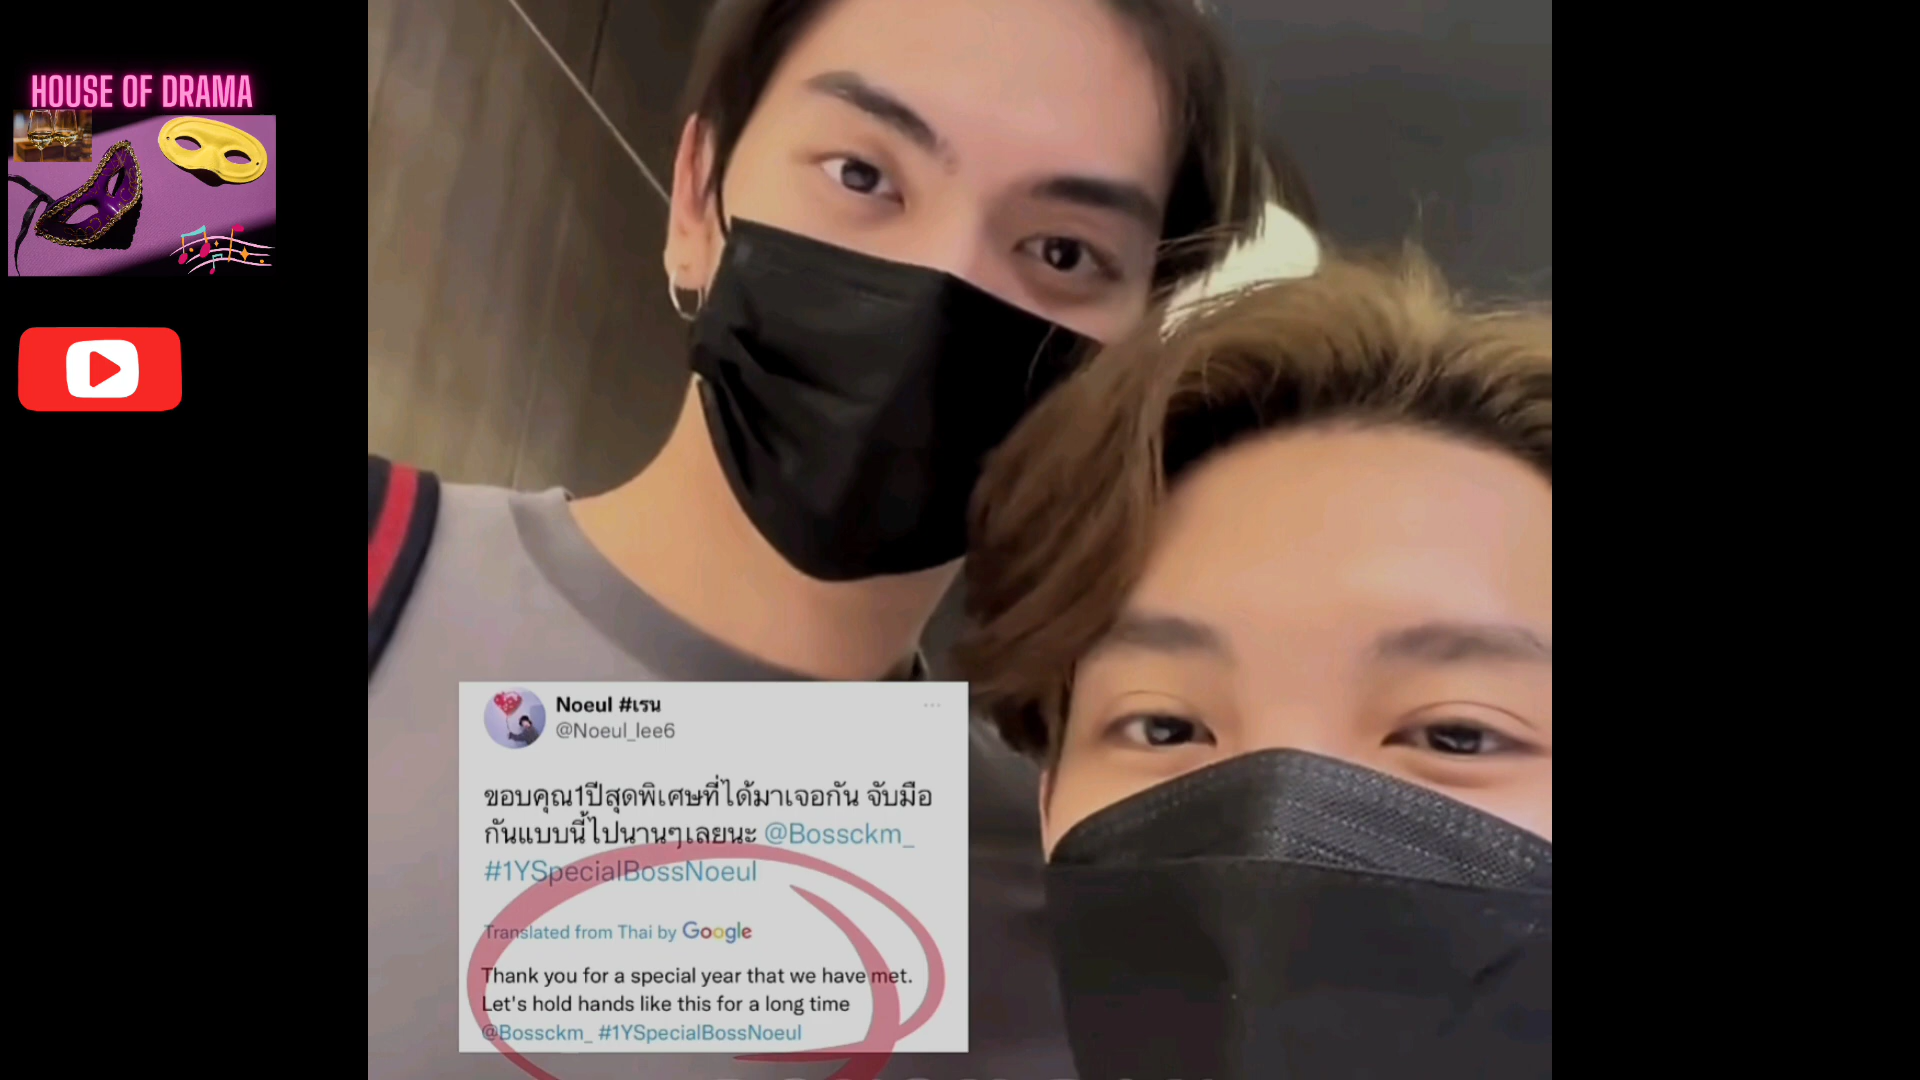 HOUSE OF DRAMA
Noeul #เรน
@Noeul_lee6
ขอบคุณ1ปีสุดพิเศษที่ได้มาเจอกัน จับมือ
กันแบบนี้ไปนานๆเลยนะ @Bossckm_
#1YSpecialBossNoeul
Translated from Thai by Google
Thank you for a special year that we have met.
Let's hold hands like this for a long time
@Bossckm_ #1YSpecialBossNoeul